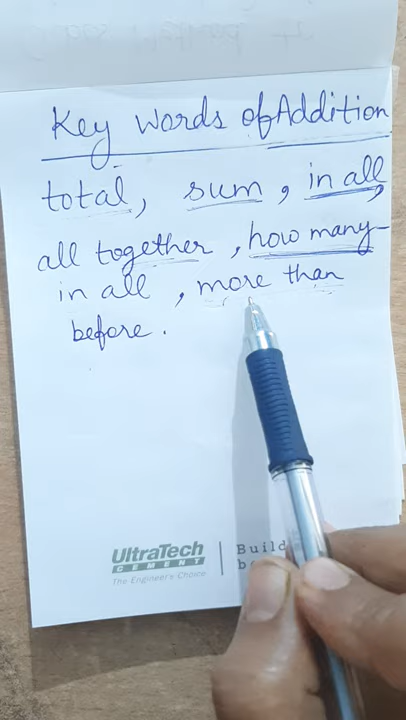 Key words of Addition
total, sum, in all,
all together, how many
in all, more than
before.
UltraTech
CEMENT
The Engineer's Choice
Build